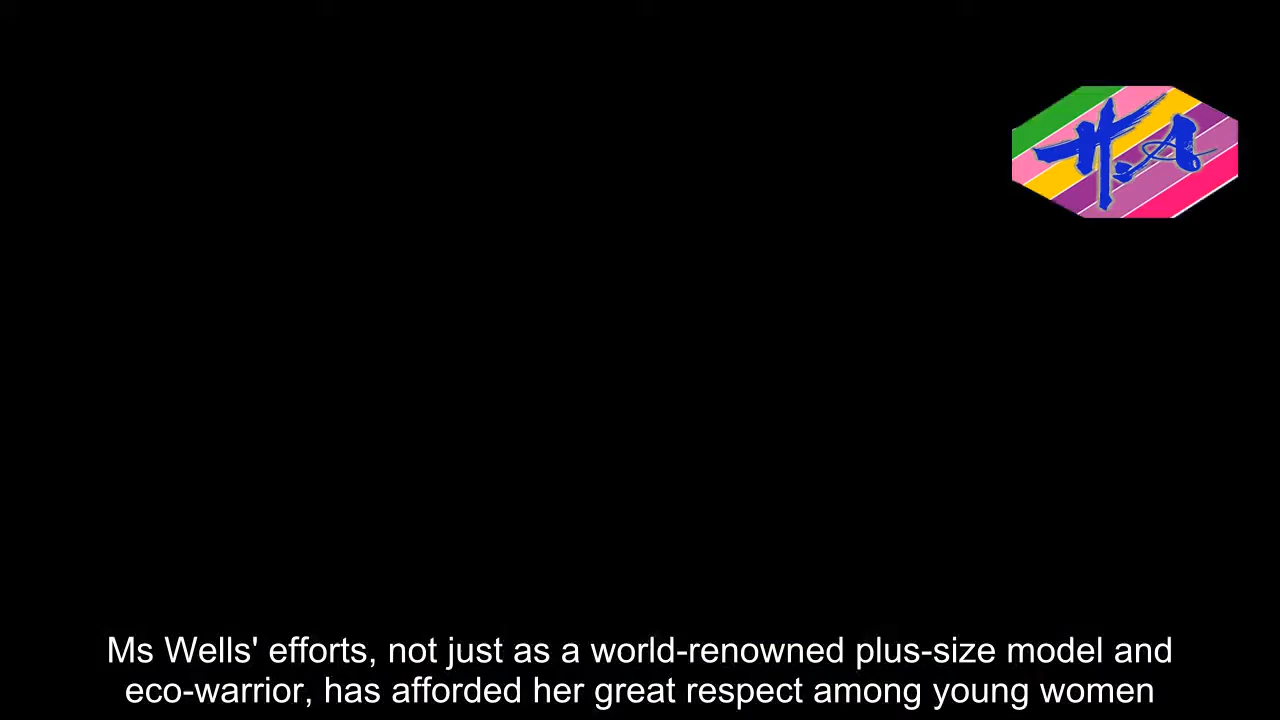 H.A
Ms Wells' efforts, not just as a world-renowned plus-size model and
eco-warrior, has afforded her great respect among young women